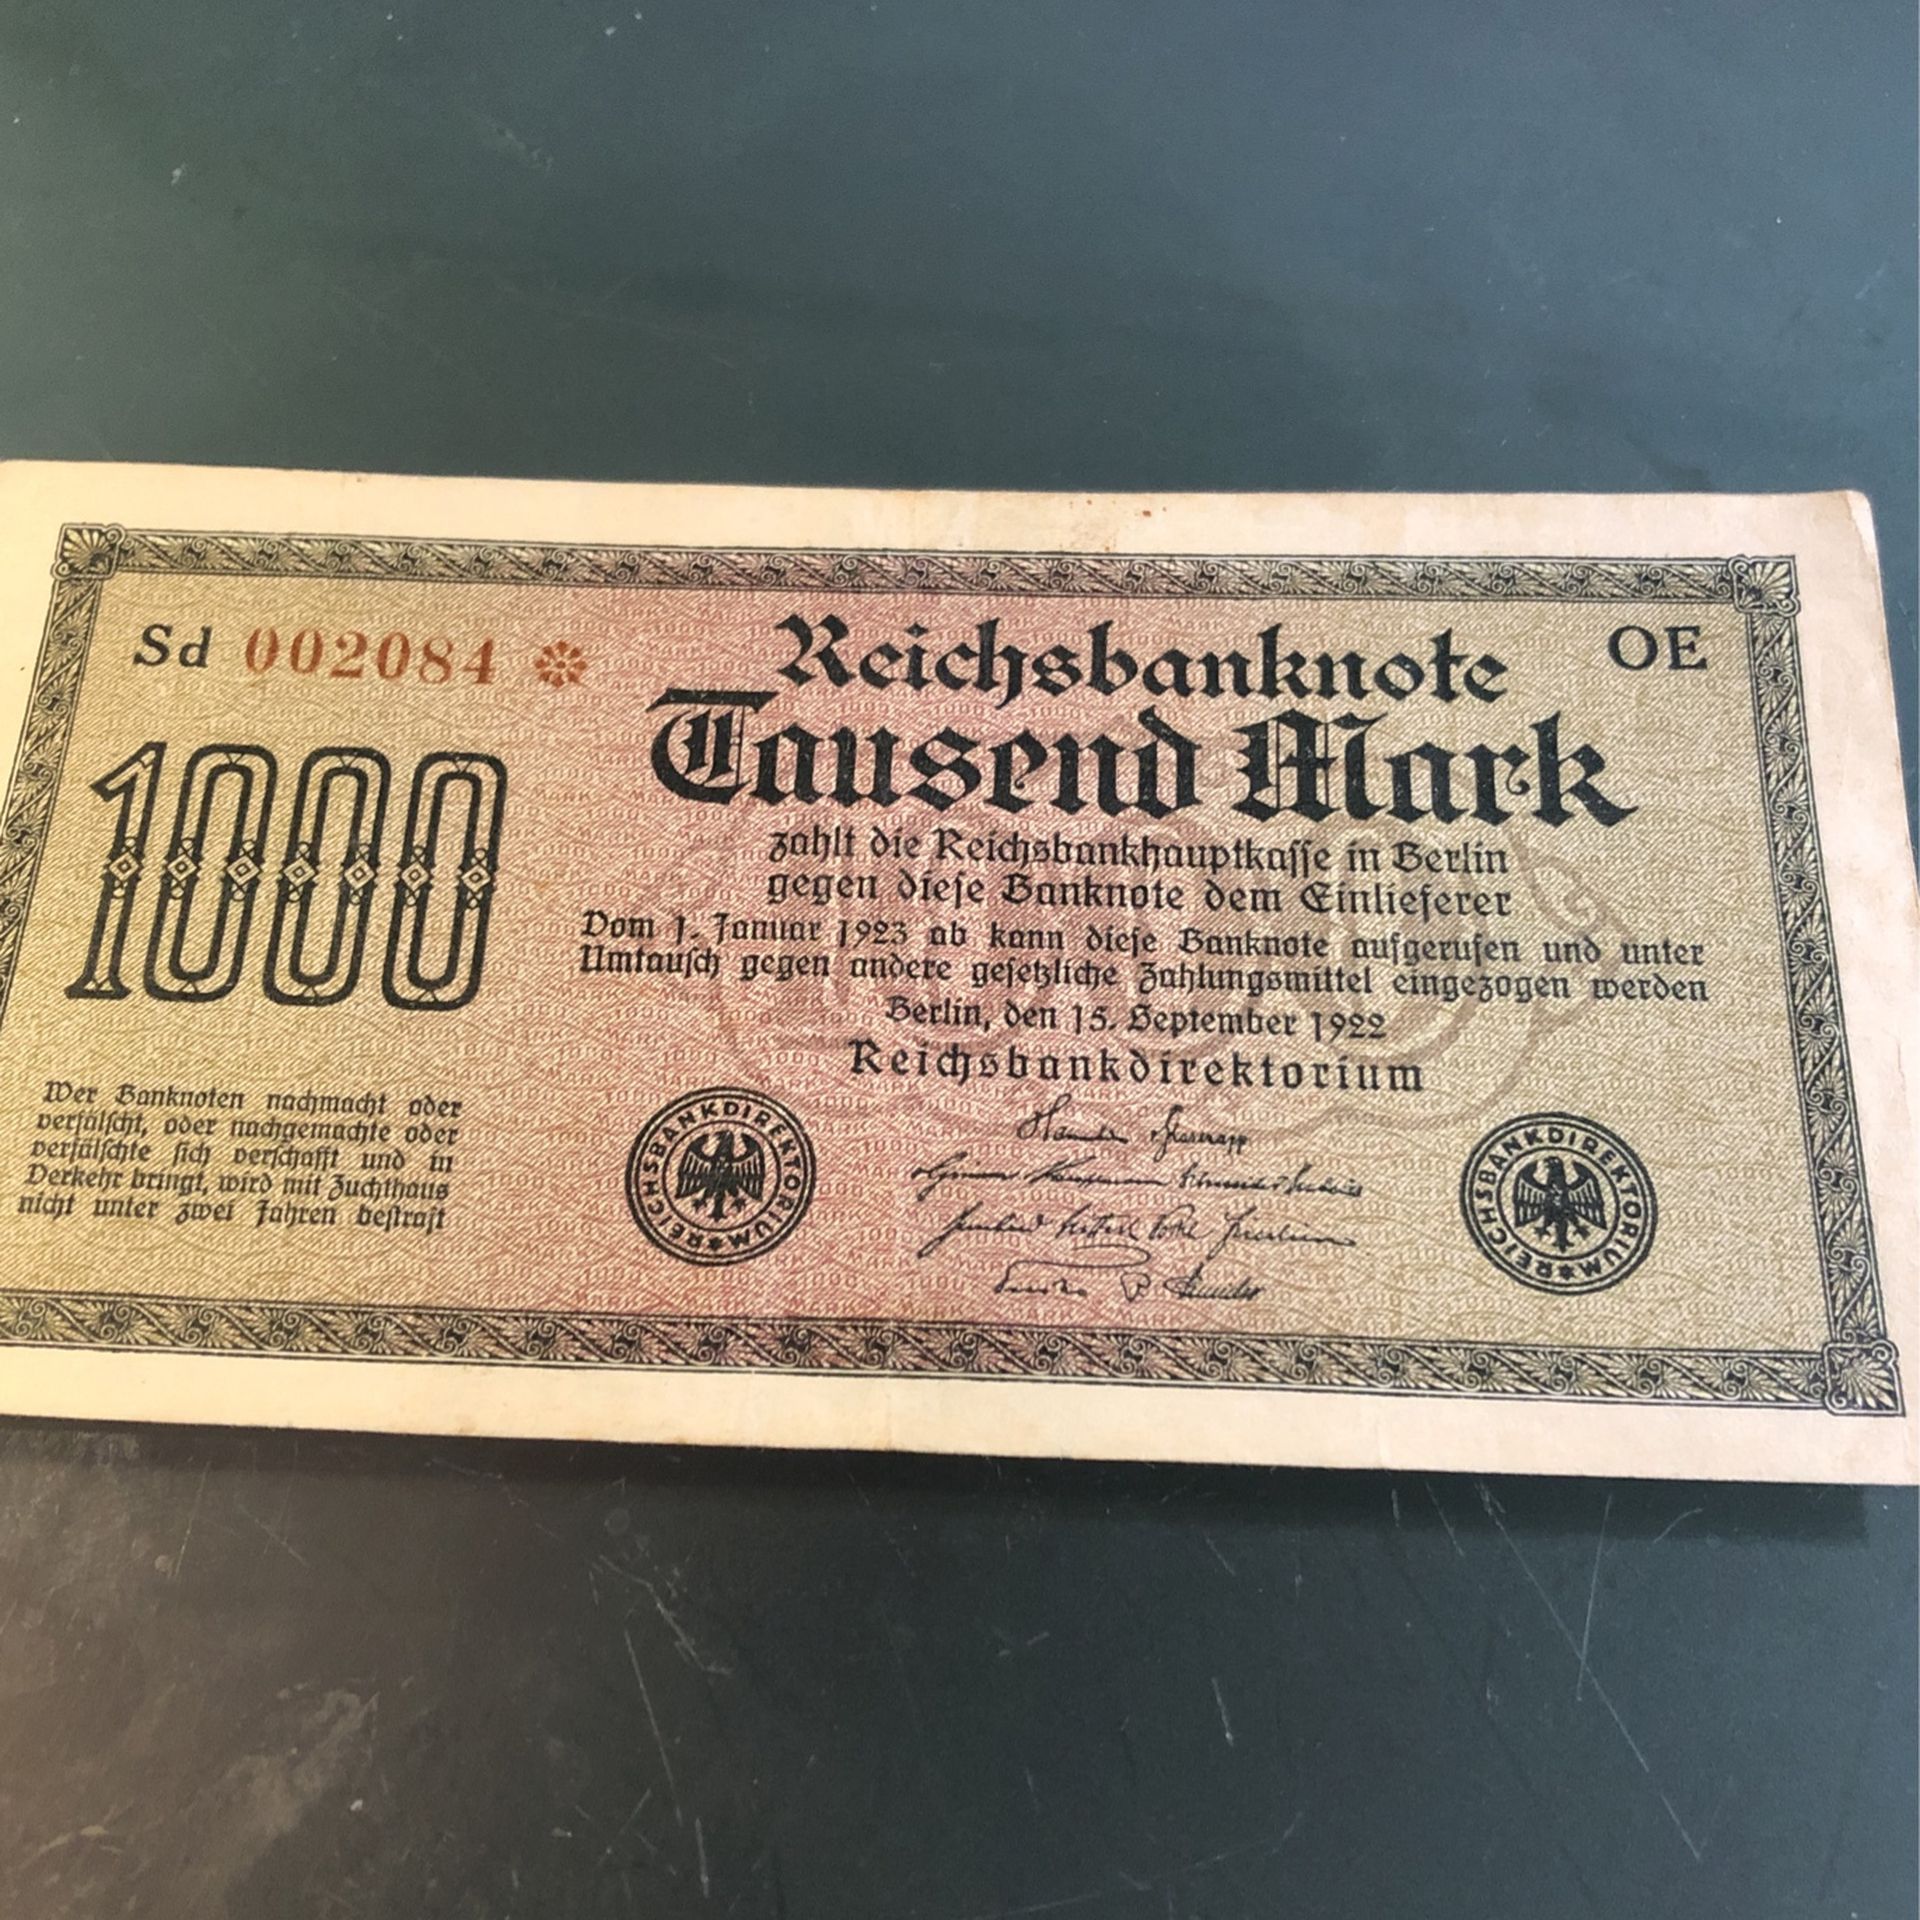 Sd 002084 * Reichsbanknote OE
Tausend Mark
1000
zahlt die Reichsbankhauptkasse in Berlin
gegen diese Banknote dem Einlieferer
Vom 1. Januar 1923 ab kann diese Banknote aufgerufen und unter
Umtausch gegen andere gesetzliche Zahlungsmittel eingezogen werden
Berlin, den 15. September 1922
Reichsbankdirektorium
Wer Banknoten nachmacht oder
verfälscht, oder nachgemachte oder
verfälschte sich verschafft und in
Verkehr bringt, wird mit Zuchthaus
nicht unter zwei Jahren bestraft
REICHSBANKDIREKTORIUM
REICHSBANKDIREKTORIUM